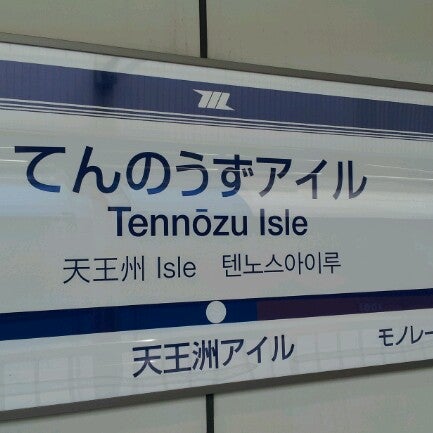 てんのうずアイル
Tennōzu Isle
天王州 Isle 텐노스아이루
天王洲アイル
モノレー